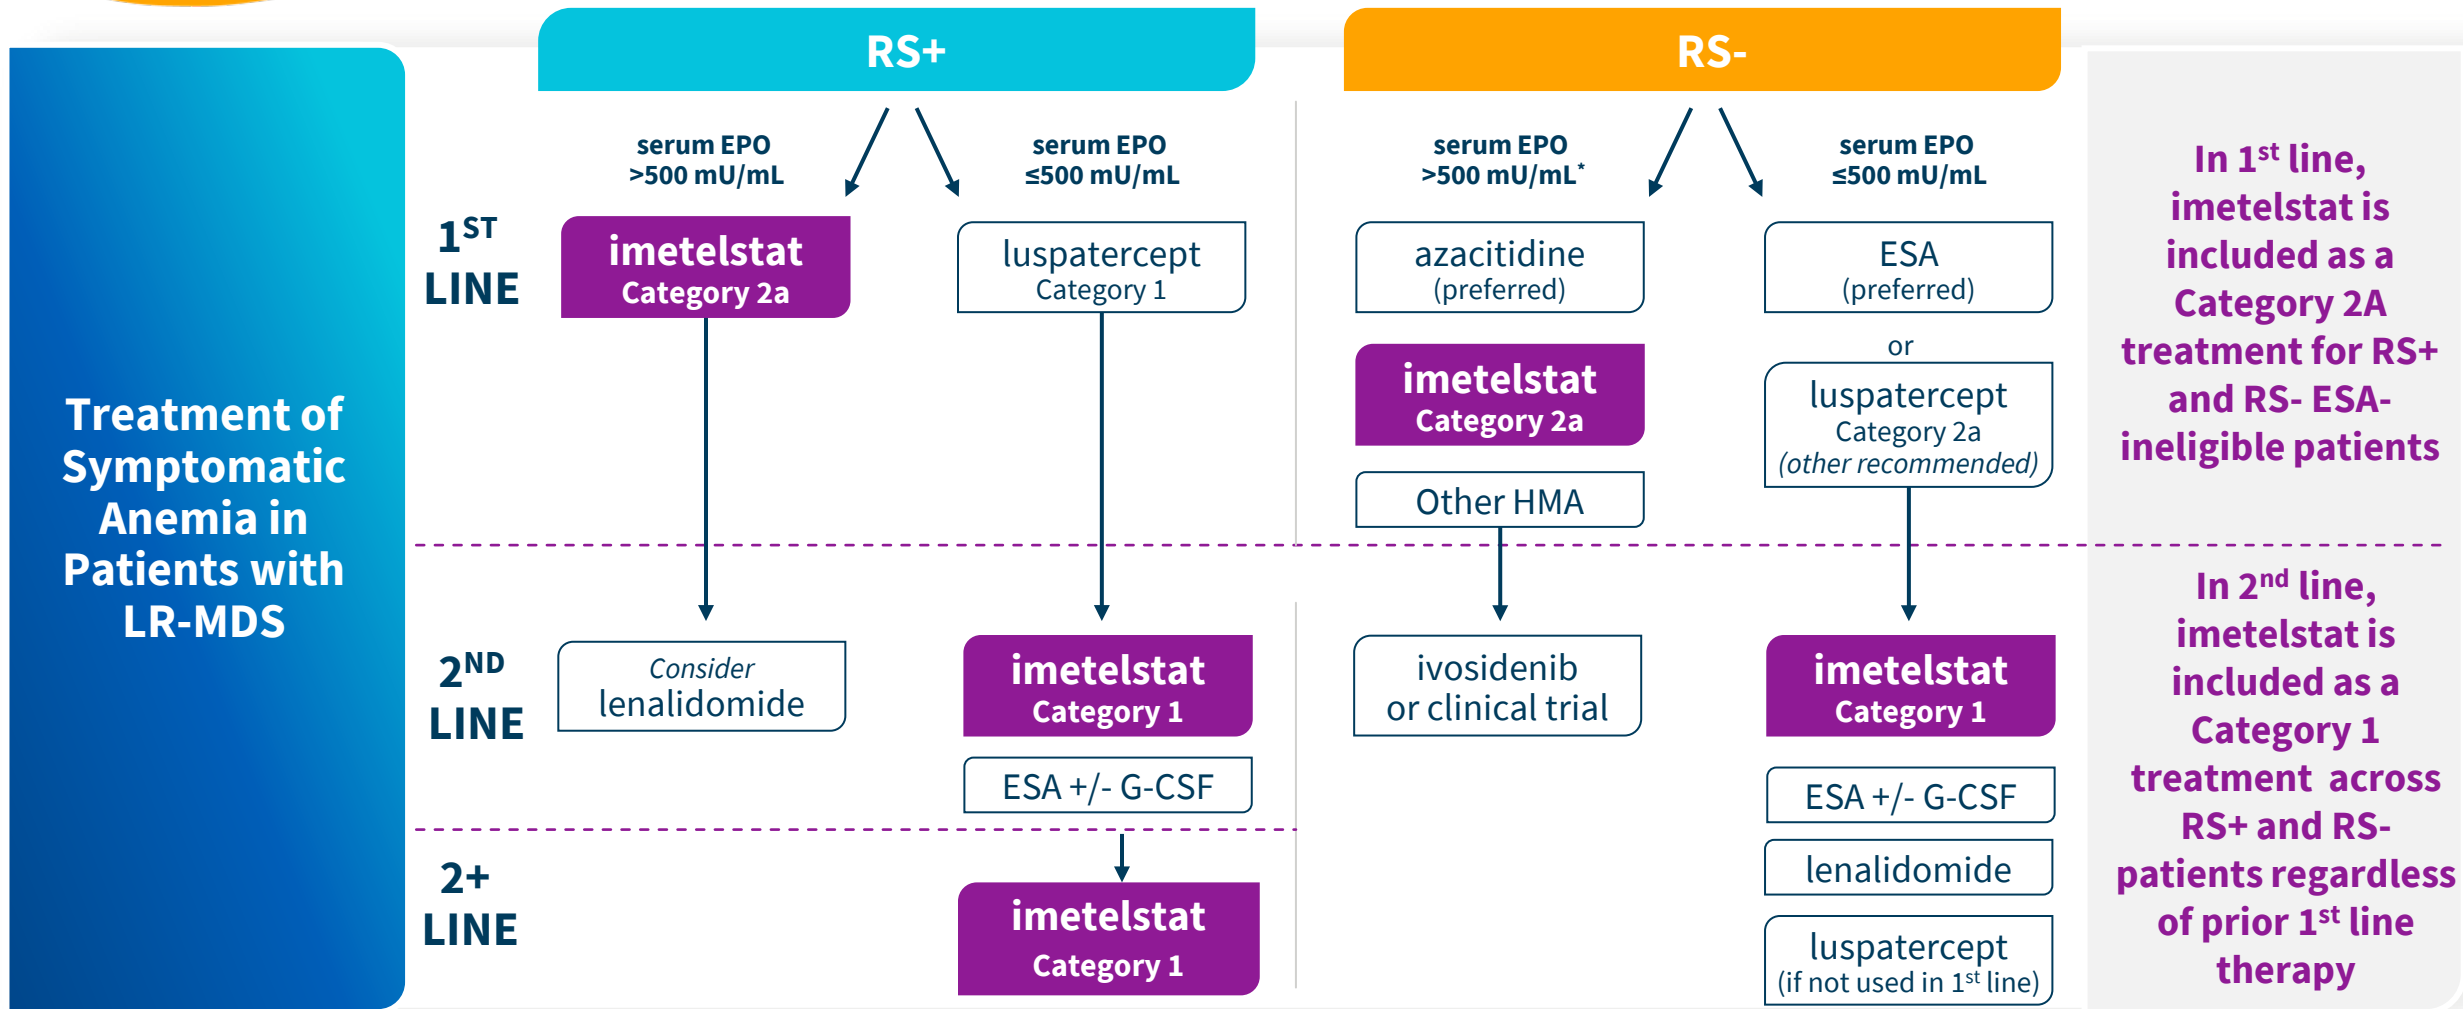 Treatment of
Symptomatic
Anemia in
Patients with
LR-MDS
RS+
RS-
serum EPO
>500 mU/mL
serum EPO
≤500 mU/mL
serum EPO
>500 mU/mL*
serum EPO
≤500 mU/mL
1ST
LINE
imetelstat
Category 2a
luspatercept
Category 1
azacitidine
(preferred)
imetelstat
Category 2a
Other HMA
ESA
(preferred)
or
luspatercept
Category 2a
(other recommended)
In 1st line,
imetelstat is
included as a
Category 2A
treatment for RS+
and RS- ESA-
ineligible patients
2ND
LINE
Consider
lenalidomide
imetelstat
Category 1
ESA +/- G-CSF
ivosidenib
or clinical trial
imetelstat
Category 1
ESA +/- G-CSF
lenalidomide
luspatercept
(if not used in 1st line)
2+
LINE
imetelstat
Category 1
In 2nd line,
imetelstat is
included as a
Category 1
treatment across
RS+ and RS-
patients regardless
of prior 1st line
therapy